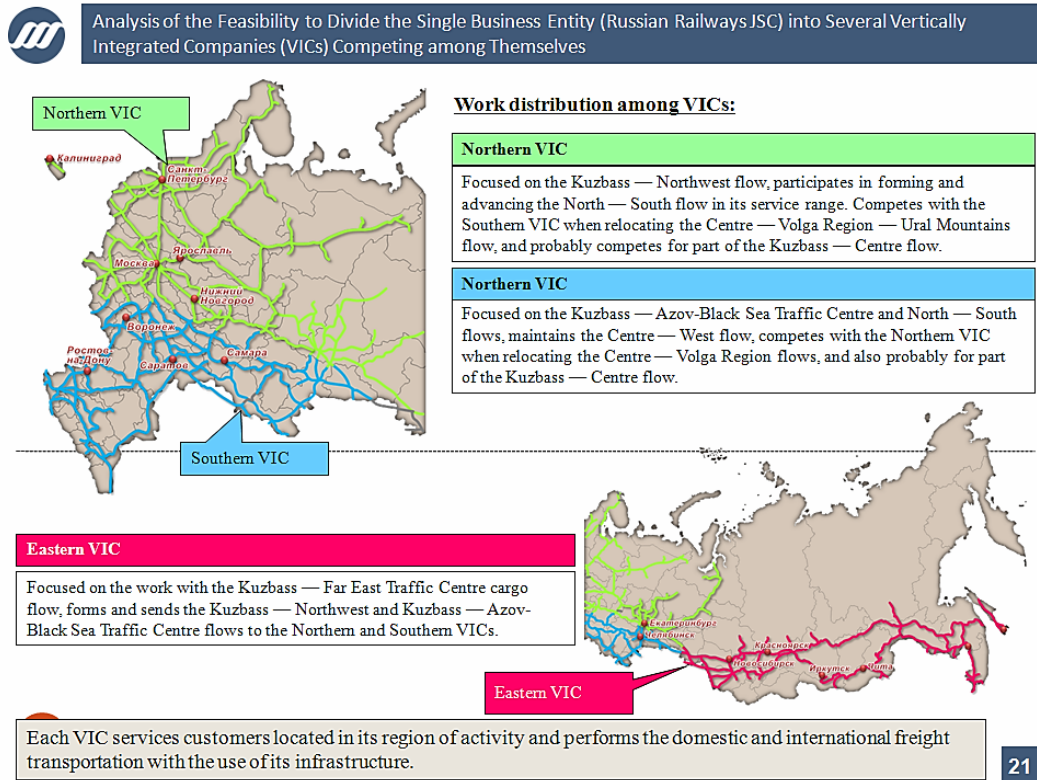 Analysis of the Feasibility to Divide the Single Business Entity (Russian Railways JSC) into Several Vertically
Integrated Companies (VICs) Competing among Themselves
Northern VIC
Калининград
Санкт-
Петербург
Ярославль
Москва
Нижний
Новгород
Воронеж
Ростов-
на-Дону
Саратов
Самара
Southern VIC
Work distribution among VICs:
Northern VIC
Focused on the Kuzbass — Northwest flow, participates in forming and
advancing the North — South flow in its service range. Competes with the
Southern VIC when relocating the Centre — Volga Region — Ural Mountains
flow, and probably competes for part of the Kuzbass — Centre flow.
Northern VIC
Focused on the Kuzbass — Azov-Black Sea Traffic Centre and North — South
flows, maintains the Centre — West flow, competes with the Northern VIC
when relocating the Centre — Volga Region flows, and also probably for part
of the Kuzbass — Centre flow.
Eastern VIC
Focused on the work with the Kuzbass — Far East Traffic Centre cargo
flow, forms and sends the Kuzbass — Northwest and Kuzbass — Azov-
Black Sea Traffic Centre flows to the Northern and Southern VICs.
Екатеринбург
Челябинск
Красноярск
Новосибирск
Иркутск
Чита
Eastern VIC
Each VIC services customers located in its region of activity and performs the domestic and international freight
transportation with the use of its infrastructure.
21